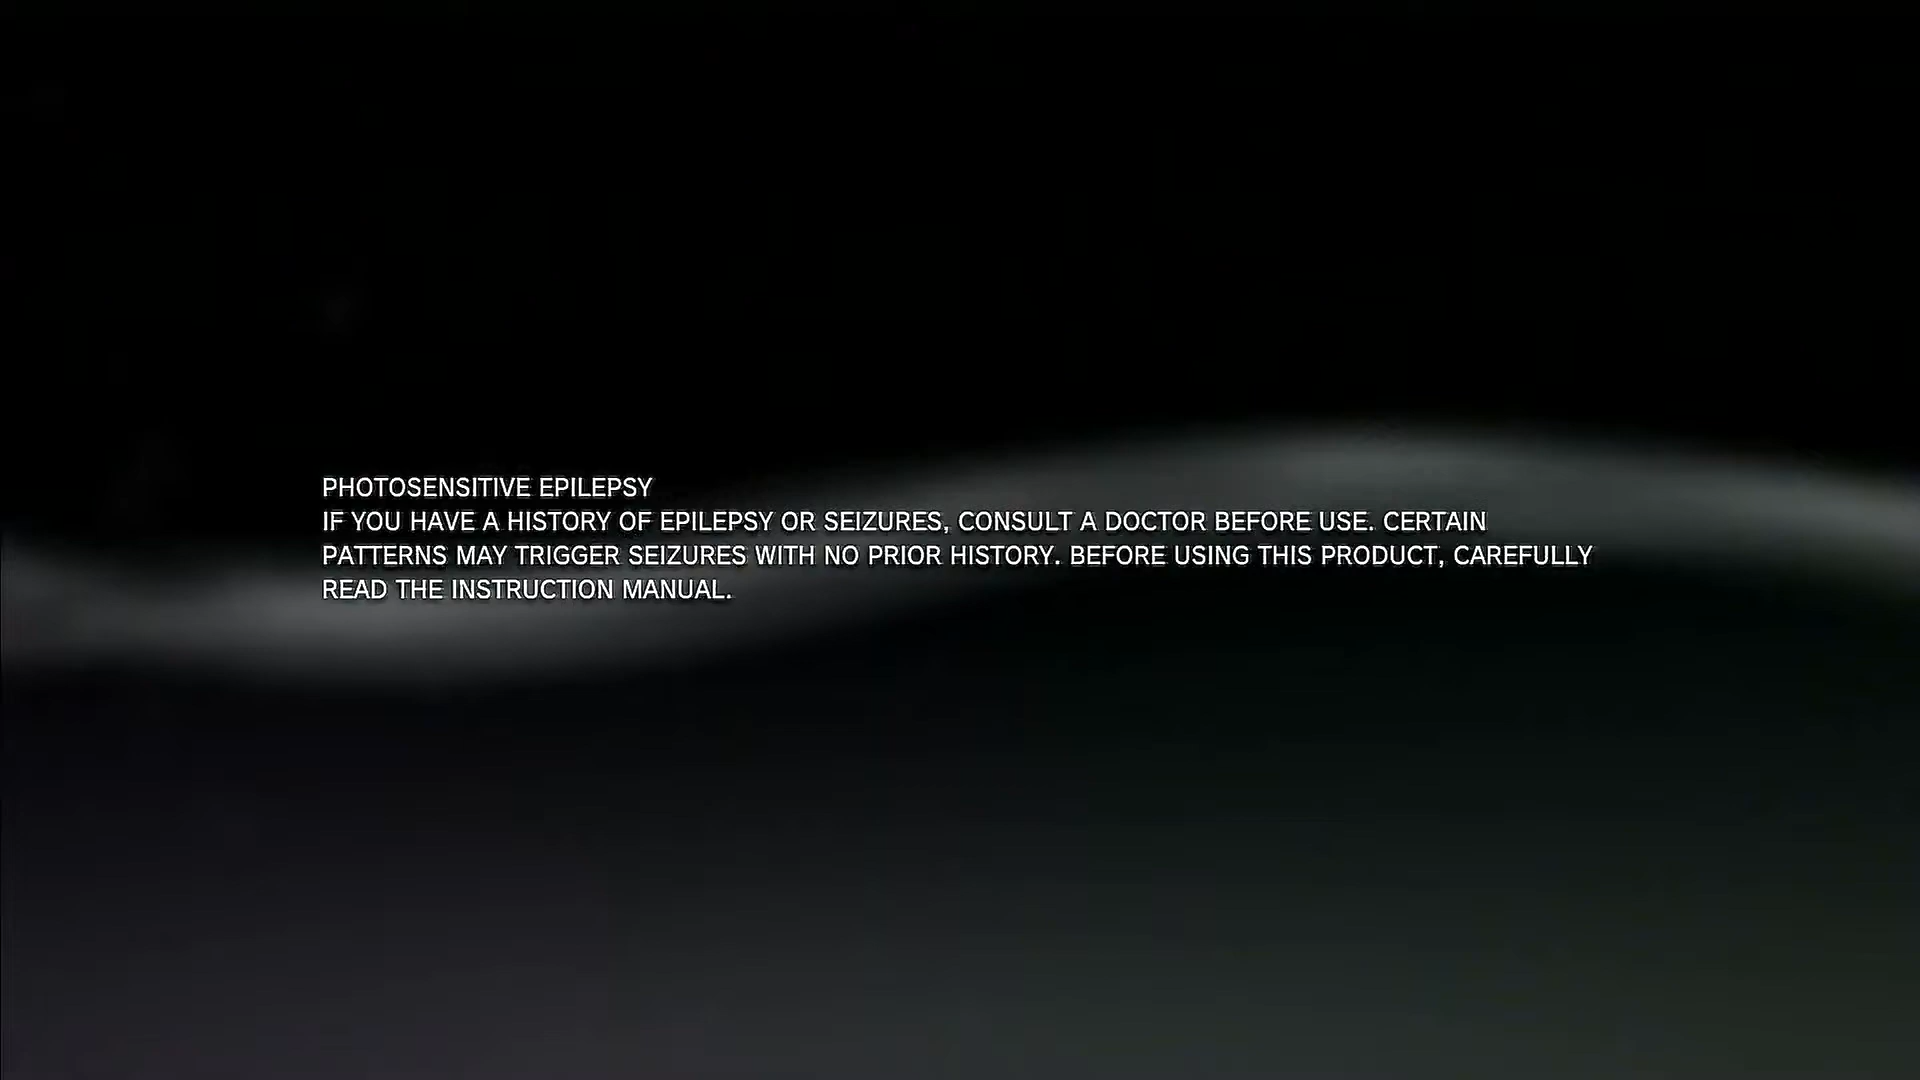 PHOTOSENSITIVE EPILEPSY
IF YOU HAVE A HISTORY OF EPILEPSY OR SEIZURES, CONSULT A DOCTOR BEFORE USE. CERTAIN
PATTERNS MAY TRIGGER SEIZURES WITH NO PRIOR HISTORY. BEFORE USING THIS PRODUCT, CAREFULLY
READ THE INSTRUCTION MANUAL.